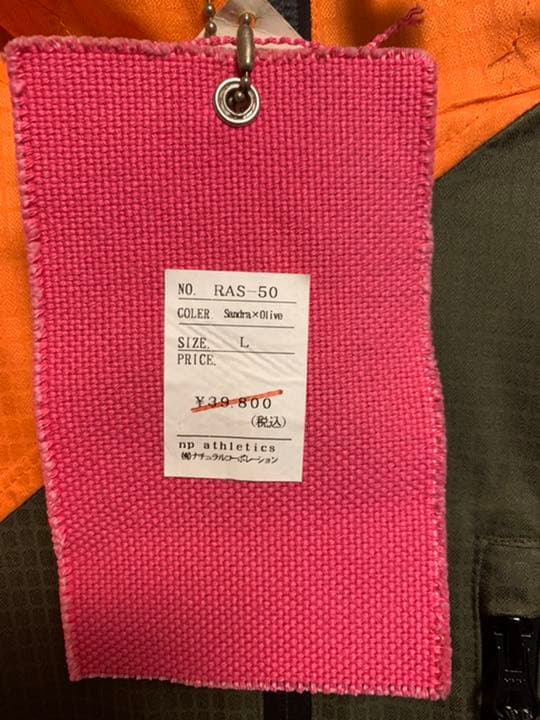 NO. RAS-50
COLER. Sandra×Olive
SIZE. L
PRICE.
¥39,800
(税込)
np athletics
㈲ナチュラルコーポレーション